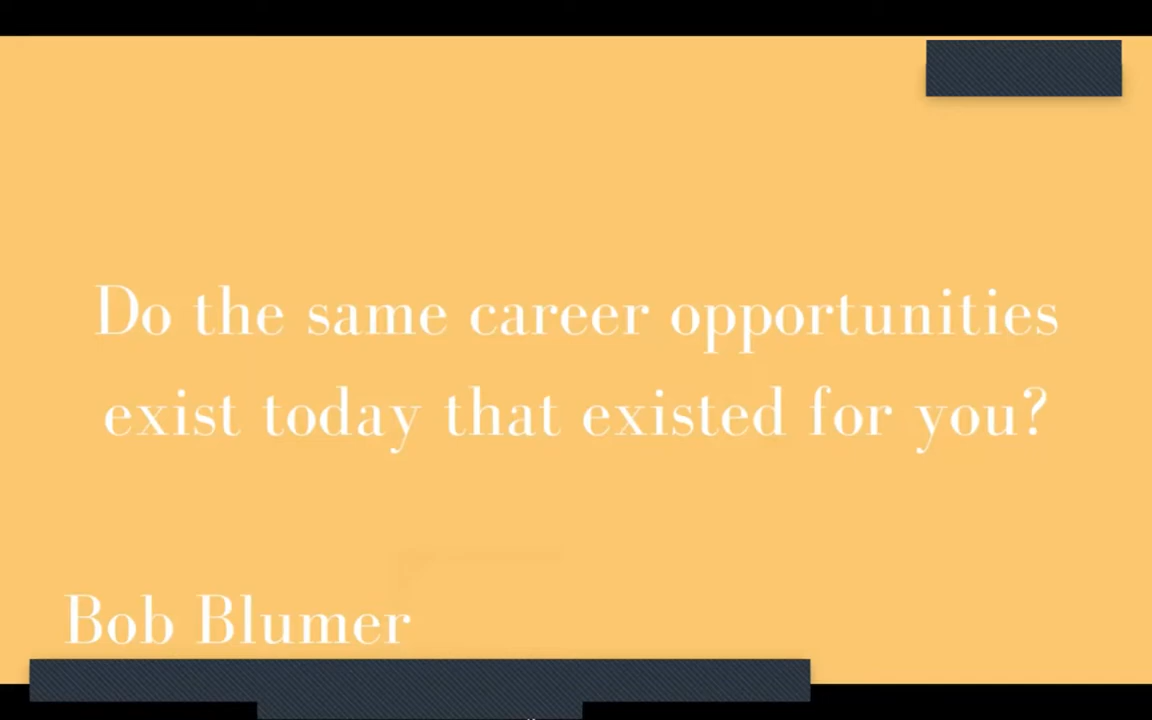 Do the same career opportunities
exist today that existed for you?
Bob Blumer